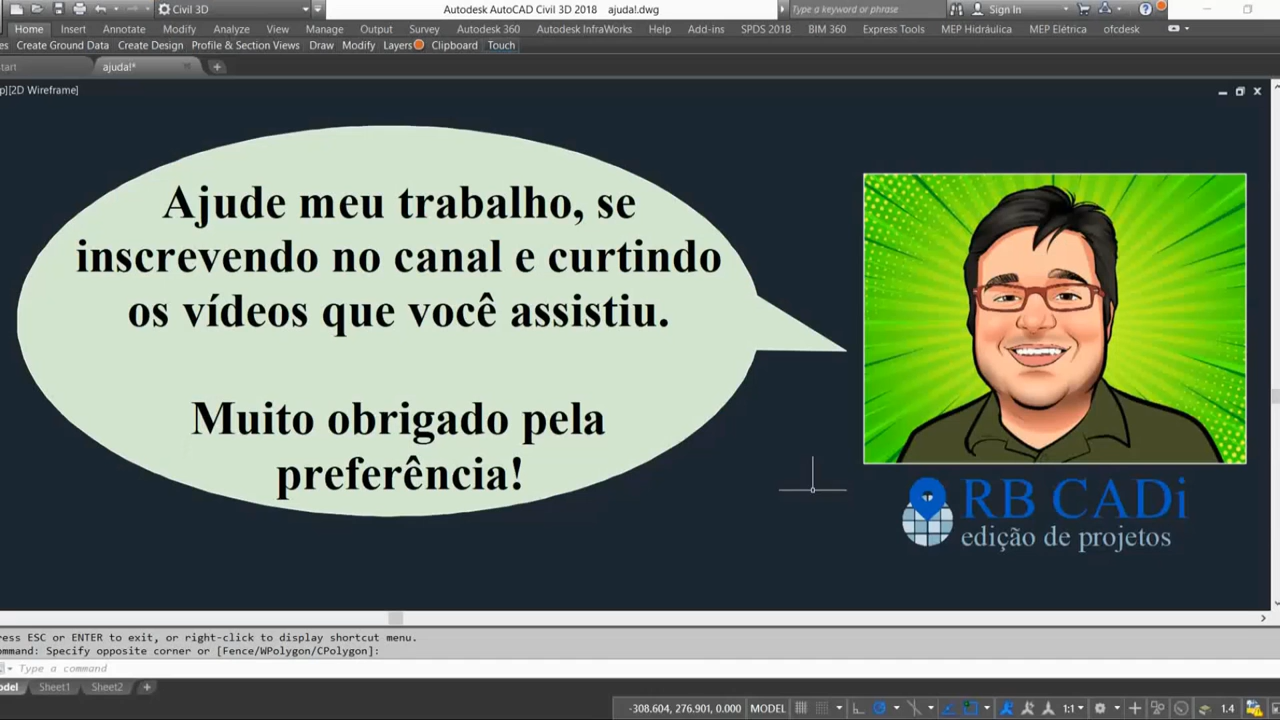 Civil 3D
Autodesk AutoCAD Civil 3D 2018 ajuda!.dwg
Type a keyword or phrase
Sign In
Home Insert Annotate Modify Analyze View Manage Output Survey Autodesk 360 Autodesk InfraWorks Help Add-ins SPDS 2018 BIM 360 Express Tools MEP Hidráulica MEP Elétrica ofcdesk
es Create Ground Data Create Design Profile & Section Views Draw Modify Layers Clipboard Touch
tart ajuda!*
p][2D Wireframe]
Ajude meu trabalho, se
inscrevendo no canal e curtindo
os vídeos que você assistiu.
Muito obrigado pela
preferência!
RB CADi
edição de projetos
ress ESC or ENTER to exit, or right-click to display shortcut menu.
ommand: Specify opposite corner or [Fence/WPolygon/CPolygon]:
Type a command
odel Sheet1 Sheet2
-308.604, 276.901, 0.000 MODEL 1:1 1.4